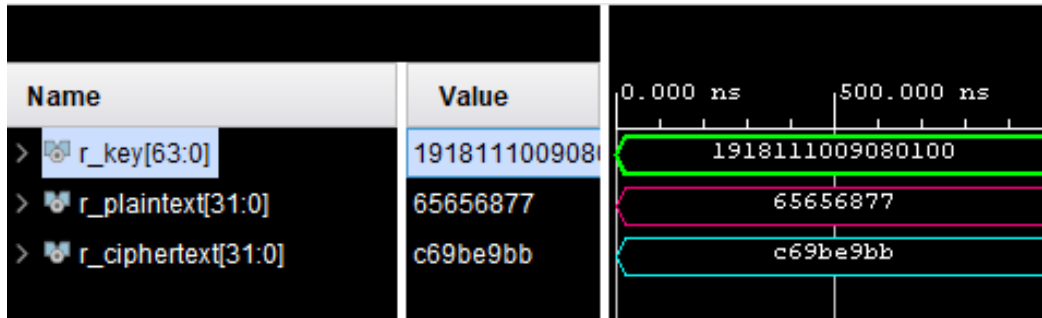 Name Value 0.000 ns 500.000 ns
r_key[63:0] 191811100908 1918111009080100
r_plaintext[31:0] 65656877 65656877
r_ciphertext[31:0] c69be9bb c69be9bb